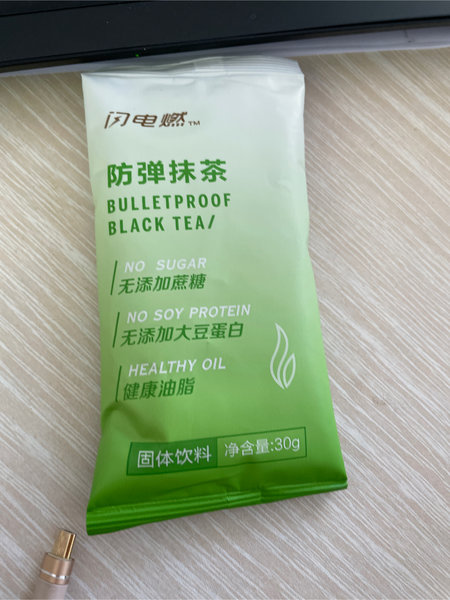 闪电燃™
防弹抹茶
BULLETPROOF
BLACK TEA/
NO SUGAR
无添加蔗糖
NO SOY PROTEIN
无添加大豆蛋白
HEALTHY OIL
健康油脂
固体饮料 净含量:30g